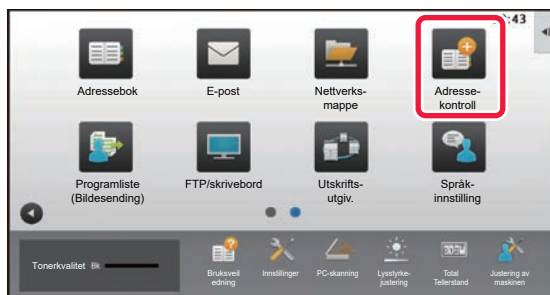 :43
Adressebok
E-post
Nettverks-
mappe
Adresse-
kontroll
Programliste
(Bildesending)
FTP/skrivebord
Utskrifts-
utgiv.
Språk-
innstilling
Tonerkvalitet Bk
Bruksveil
edning
Innstillinger
PC-skanning
Lysstyrke-
justering
Total
Tellerstand
Justering av
maskinen